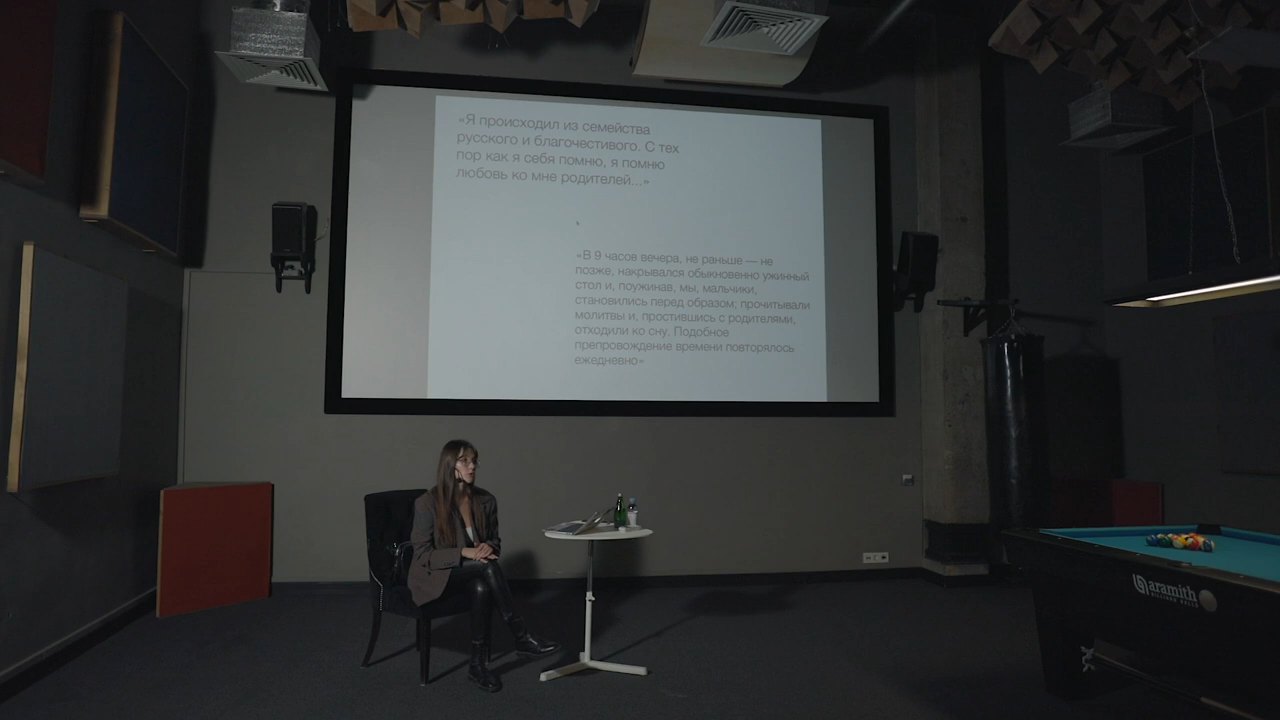 «Я происходил из семейства
русского и благочестивого. С тех
пор как я себя помню, я помню
любовь ко мне родителей...»
«В 9 часов вечера, не раньше — не
позже, накрывался обыкновенно ужинный
стол и, поужинав, мы, мальчики,
становились перед образом; прочитывали
молитвы и, простившись с родителями,
отходили ко сну. Подобное
препровождение времени повторялось
ежедневно»
aramith
BILLIARD BALLS